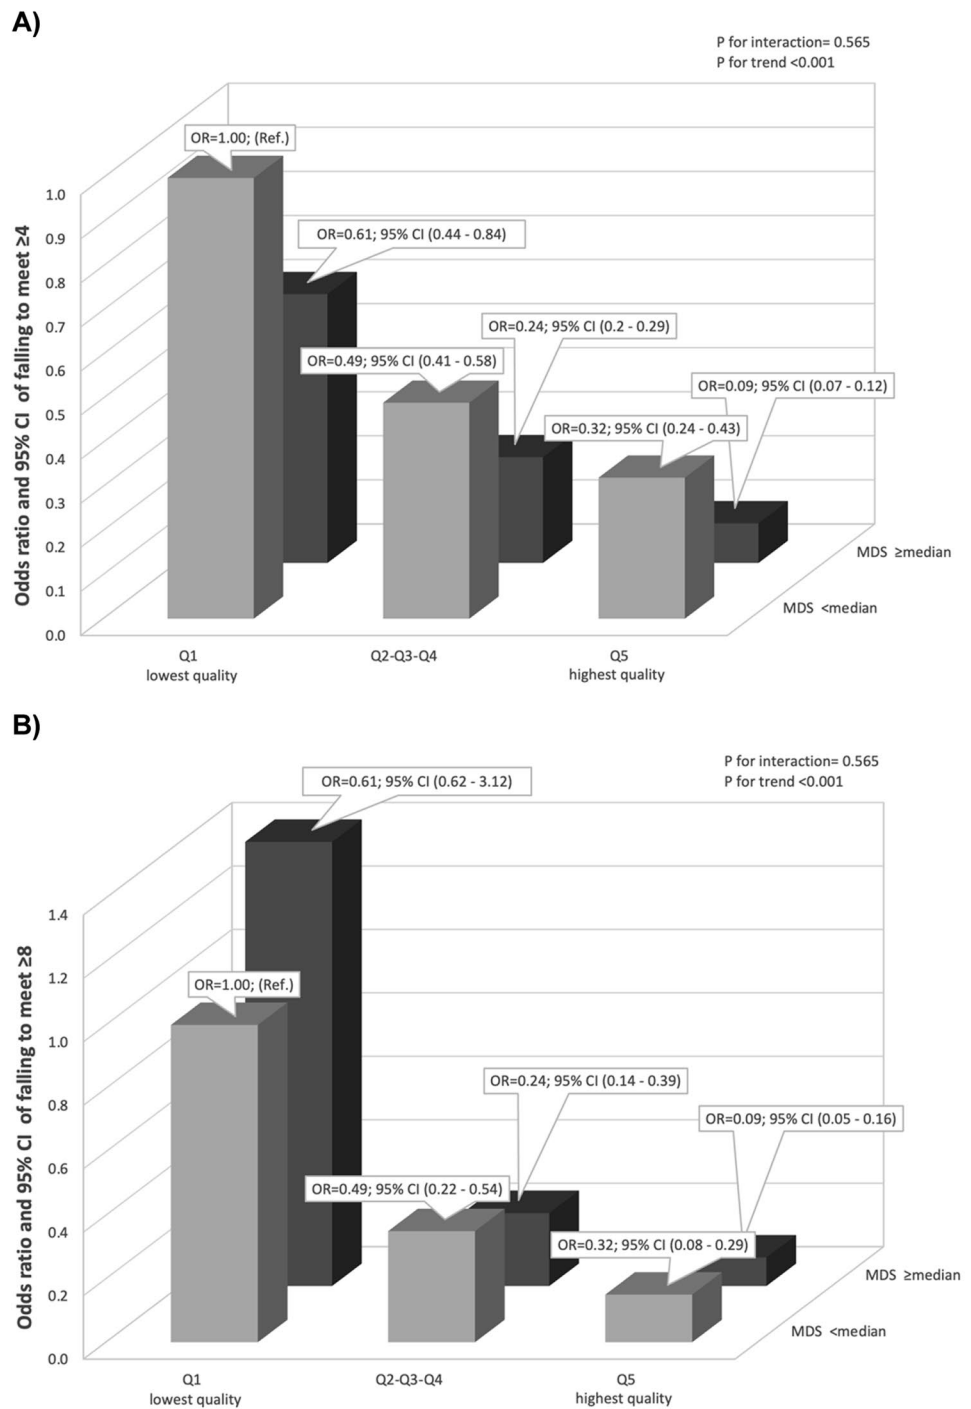 A)
P for interaction= 0.565
P for trend <0.001
OR=1.00; (Ref.)
OR=0.61; 95% CI (0.44 - 0.84)
OR=0.24; 95% CI (0.2 - 0.29)
OR=0.49; 95% CI (0.41 - 0.58)
OR=0.09; 95% CI (0.07 - 0.12)
OR=0.32; 95% CI (0.24 - 0.43)
Odds ratio and 95% CI of falling to meet ≥4
1.0
0.9
0.8
0.7
0.6
0.5
0.4
0.3
0.2
0.1
0.0
MDS ≥median
MDS <median
Q1
lowest quality
Q2-Q3-Q4
Q5
highest quality
B)
P for interaction= 0.565
P for trend <0.001
OR=0.61; 95% CI (0.62 - 3.12)
OR=1.00; (Ref.)
OR=0.24; 95% CI (0.14 - 0.39)
OR=0.09; 95% CI (0.05 - 0.16)
OR=0.49; 95% CI (0.22 - 0.54)
OR=0.32; 95% CI (0.08 - 0.29)
Odds ratio and 95% CI of falling to meet ≥8
1.4
1.2
1.0
0.8
0.6
0.4
0.2
0.0
MDS ≥median
MDS <median
Q1
lowest quality
Q2-Q3-Q4
Q5
highest quality